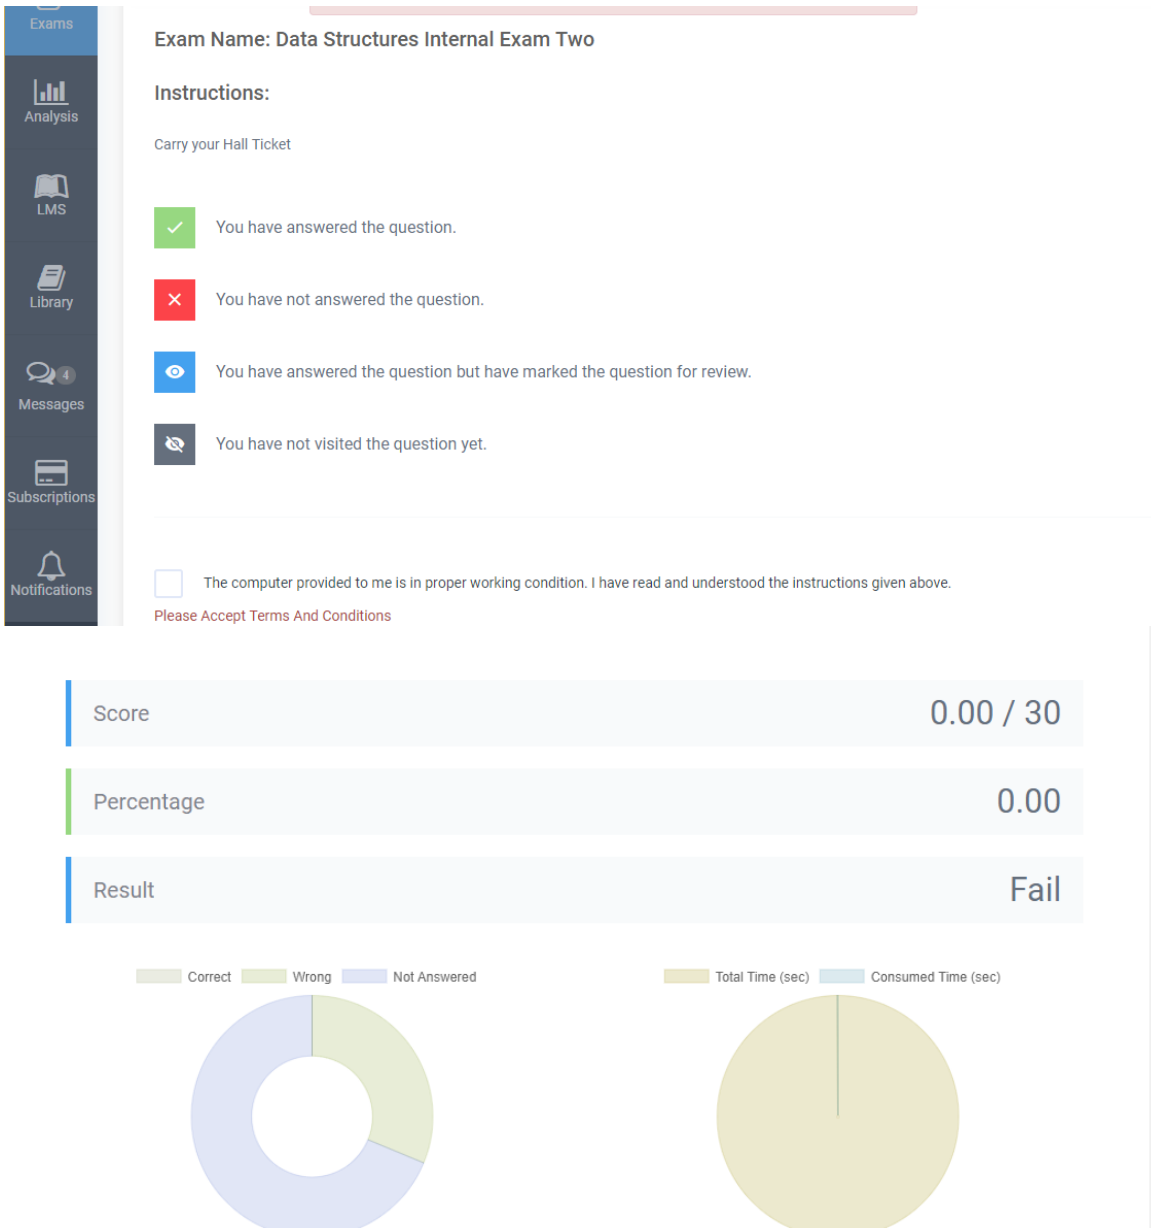 Exams
Analysis
LMS
Library
4
Messages
Subscriptions
Notifications
Exam Name: Data Structures Internal Exam Two
Instructions:
Carry your Hall Ticket
You have answered the question.
You have not answered the question.
You have answered the question but have marked the question for review.
You have not visited the question yet.
The computer provided to me is in proper working condition. I have read and understood the instructions given above.
Please Accept Terms And Conditions
Score 0.00 / 30
Percentage 0.00
Result Fail
Correct Wrong Not Answered
Total Time (sec) Consumed Time (sec)